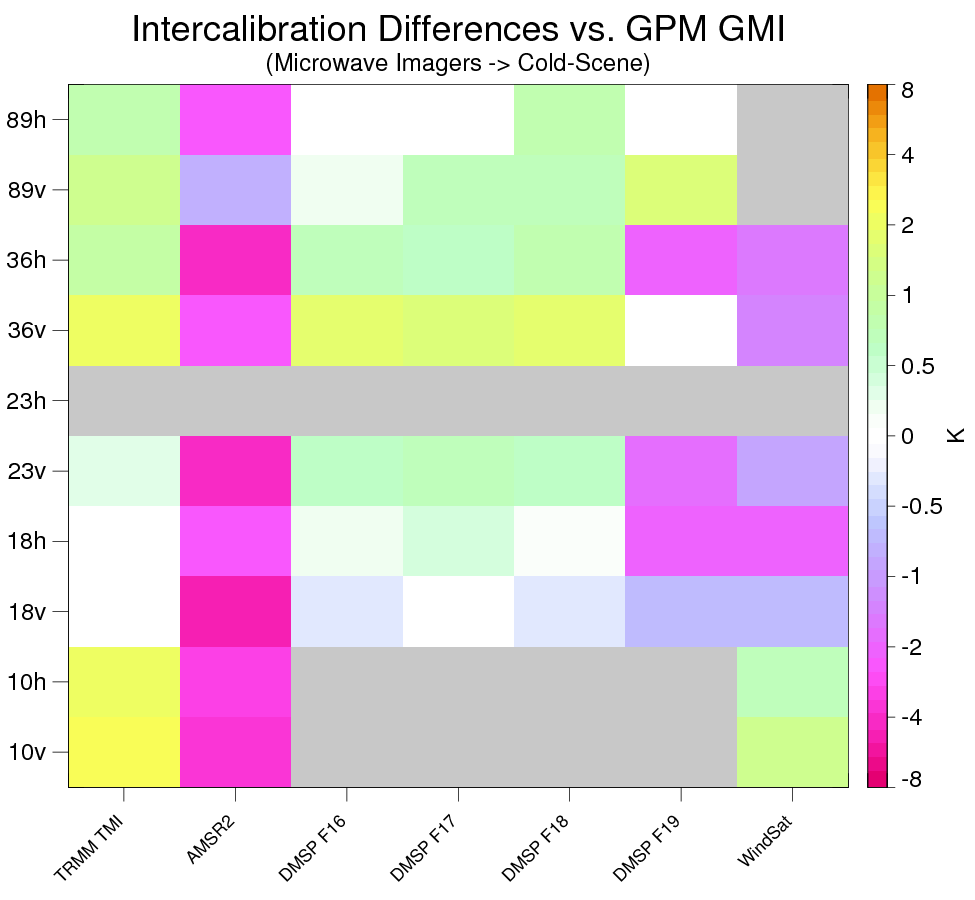 Intercalibration Differences vs. GPM GMI
(Microwave Imagers -> Cold-Scene)
89h
89v
36h
36v
23h
23v
18h
18v
10h
10v
TRMM TMI
AMSR2
DMSP F16
DMSP F17
DMSP F18
DMSP F19
WindSat
8
4
2
1
0.5
0
-0.5
-1
-2
-4
-8
K